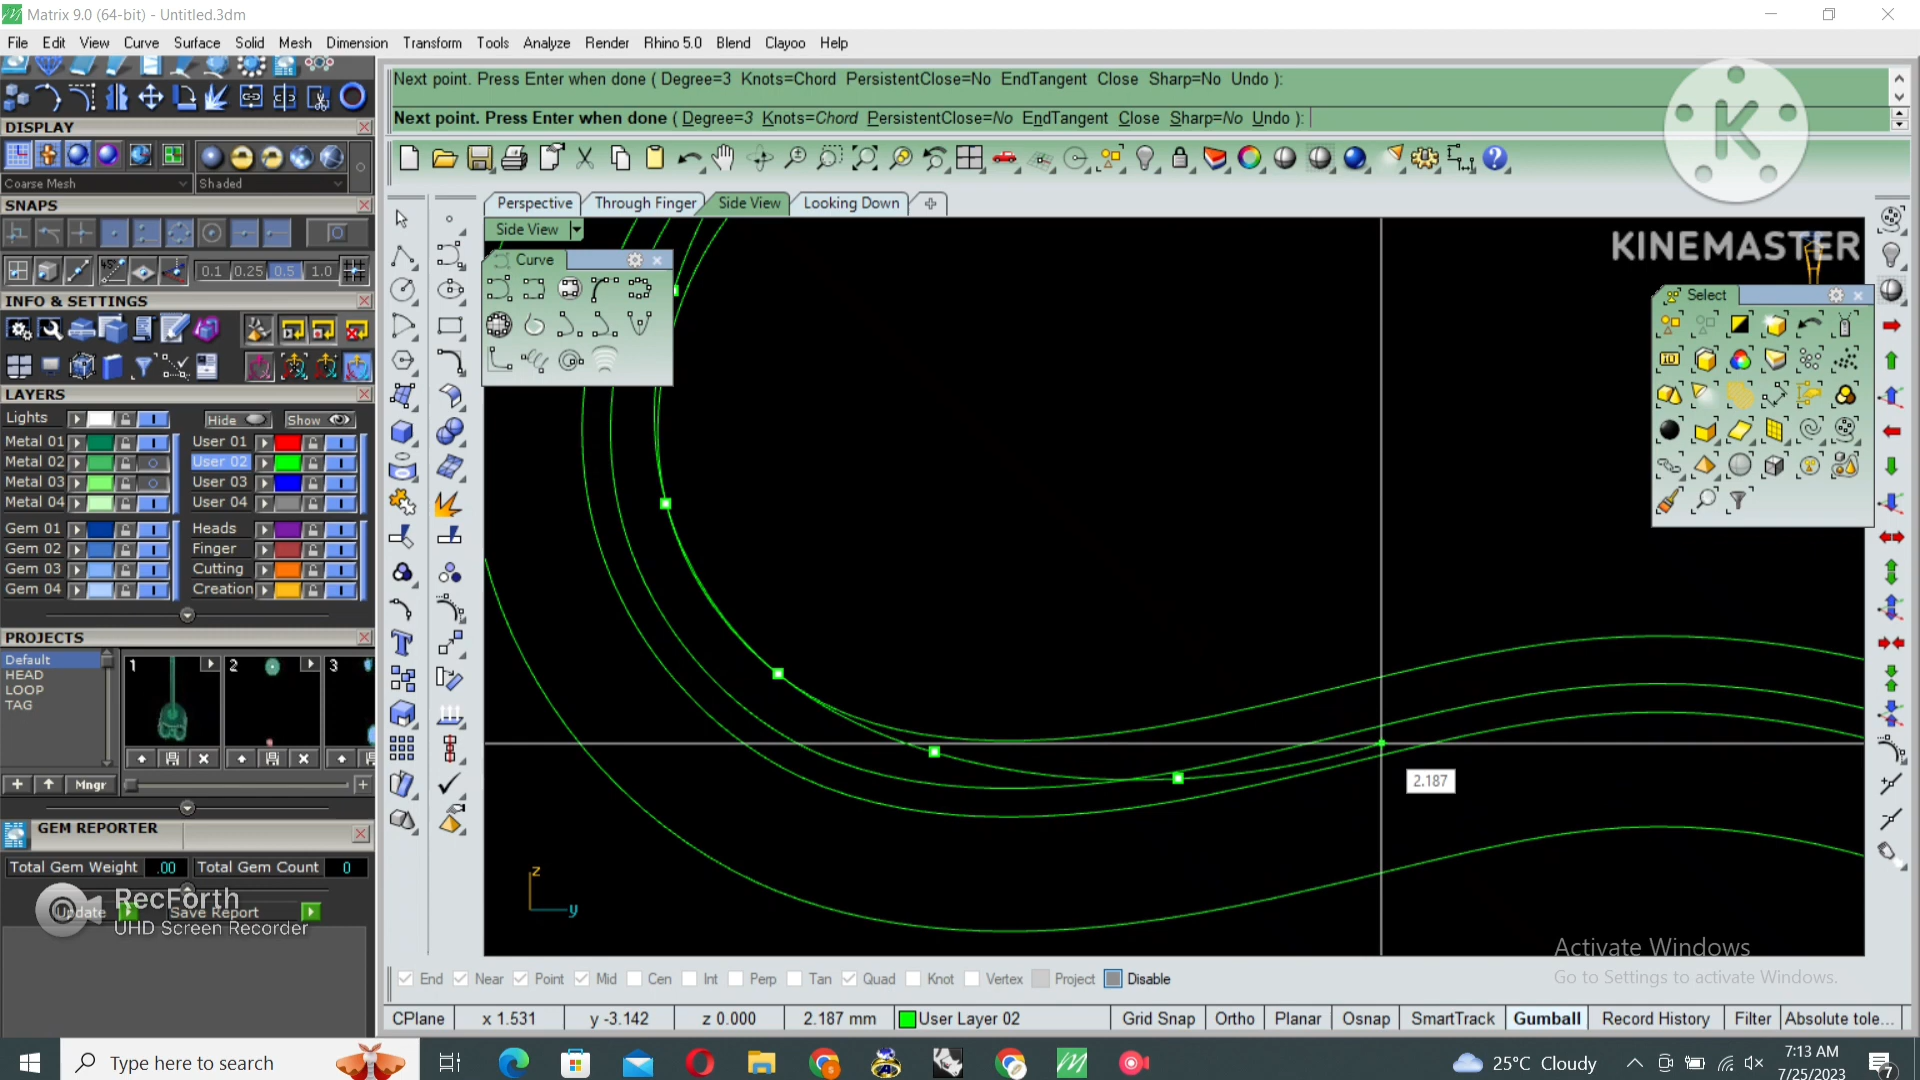 Matrix 9.0 (64-bit) - Untitled.3dm
File Edit View Curve Surface Solid Mesh Dimension Transform Tools Analyze Render Rhino 5.0 Blend Clayoo Help
Next point. Press Enter when done ( Degree=3 Knots=Chord PersistentClose=No EndTangent Close Sharp=No Undo ):
Next point. Press Enter when done ( Degree=3 Knots=Chord PersistentClose=No EndTangent Close Sharp=No Undo ):
K
DISPLAY
Coarse Mesh Shaded
SNAPS
0.1 0.25 0.5 1.0
INFO & SETTINGS
LAYERS
Lights Hide Show
Metal 01 User 01
Metal 02 User 02
Metal 03 User 03
Metal 04 User 04
Gem 01 Heads
Gem 02 Finger
Gem 03 Cutting
Gem 04 Creation
PROJECTS
Default
HEAD
LOOP
TAG
1 2 3
Mngr
GEM REPORTER
Total Gem Weight .00 Total Gem Count 0
Update Save Report
RecForth
UHD Screen Recorder
Perspective Through Finger Side View Looking Down
Side View
Curve
KINEMASTER
Select
ID
2.187
z
y
Activate Windows
Go to Settings to activate Windows.
End Near Point Mid Cen Int Perp Tan Quad Knot Vertex Project Disable
CPlane x 1.531 y -3.142 z 0.000 2.187 mm User Layer 02 Grid Snap Ortho Planar Osnap SmartTrack Gumball Record History Filter Absolute tole...
Type here to search
25°C Cloudy
7:13 AM
7/25/2023
7